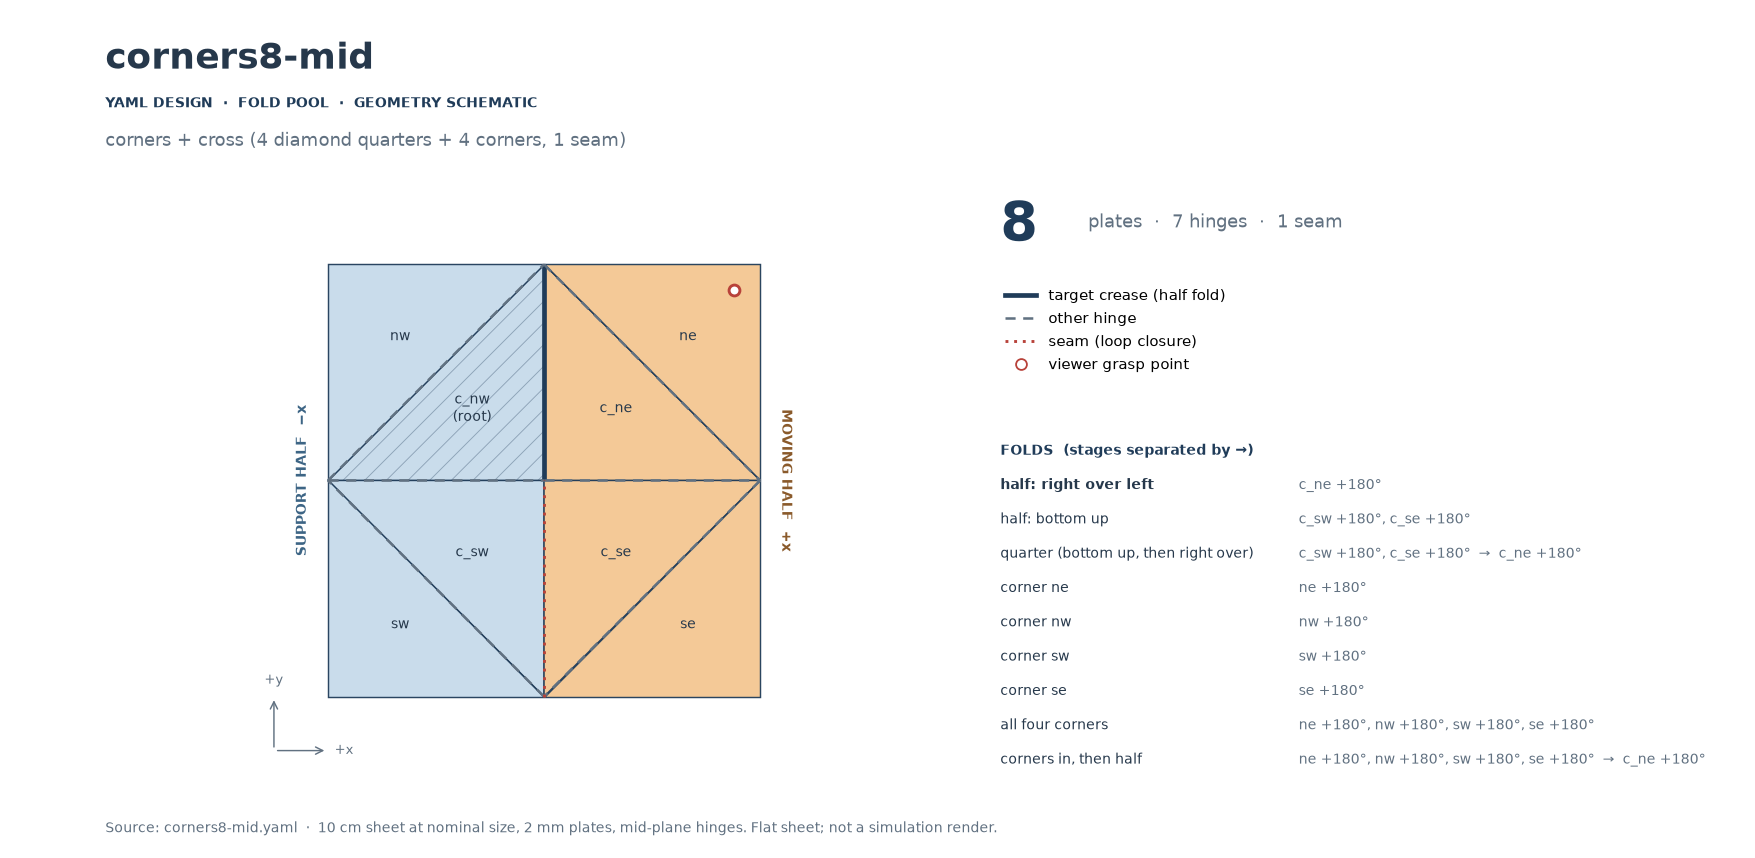 corners8-mid
YAML DESIGN · FOLD POOL · GEOMETRY SCHEMATIC
corners + cross (4 diamond quarters + 4 corners, 1 seam)
nw
ne
c_nw
(root)
c_ne
c_sw
c_se
sw
se
SUPPORT HALF −x
MOVING HALF +x
+y
+x
8 plates · 7 hinges · 1 seam
target crease (half fold)
other hinge
seam (loop closure)
viewer grasp point
FOLDS (stages separated by →)
half: right over left c_ne +180°
half: bottom up c_sw +180°, c_se +180°
quarter (bottom up, then right over) c_sw +180°, c_se +180° → c_ne +180°
corner ne ne +180°
corner nw nw +180°
corner sw sw +180°
corner se se +180°
all four corners ne +180°, nw +180°, sw +180°, se +180°
corners in, then half ne +180°, nw +180°, sw +180°, se +180° → c_ne +180°
Source: corners8-mid.yaml · 10 cm sheet at nominal size, 2 mm plates, mid-plane hinges. Flat sheet; not a simulation render.